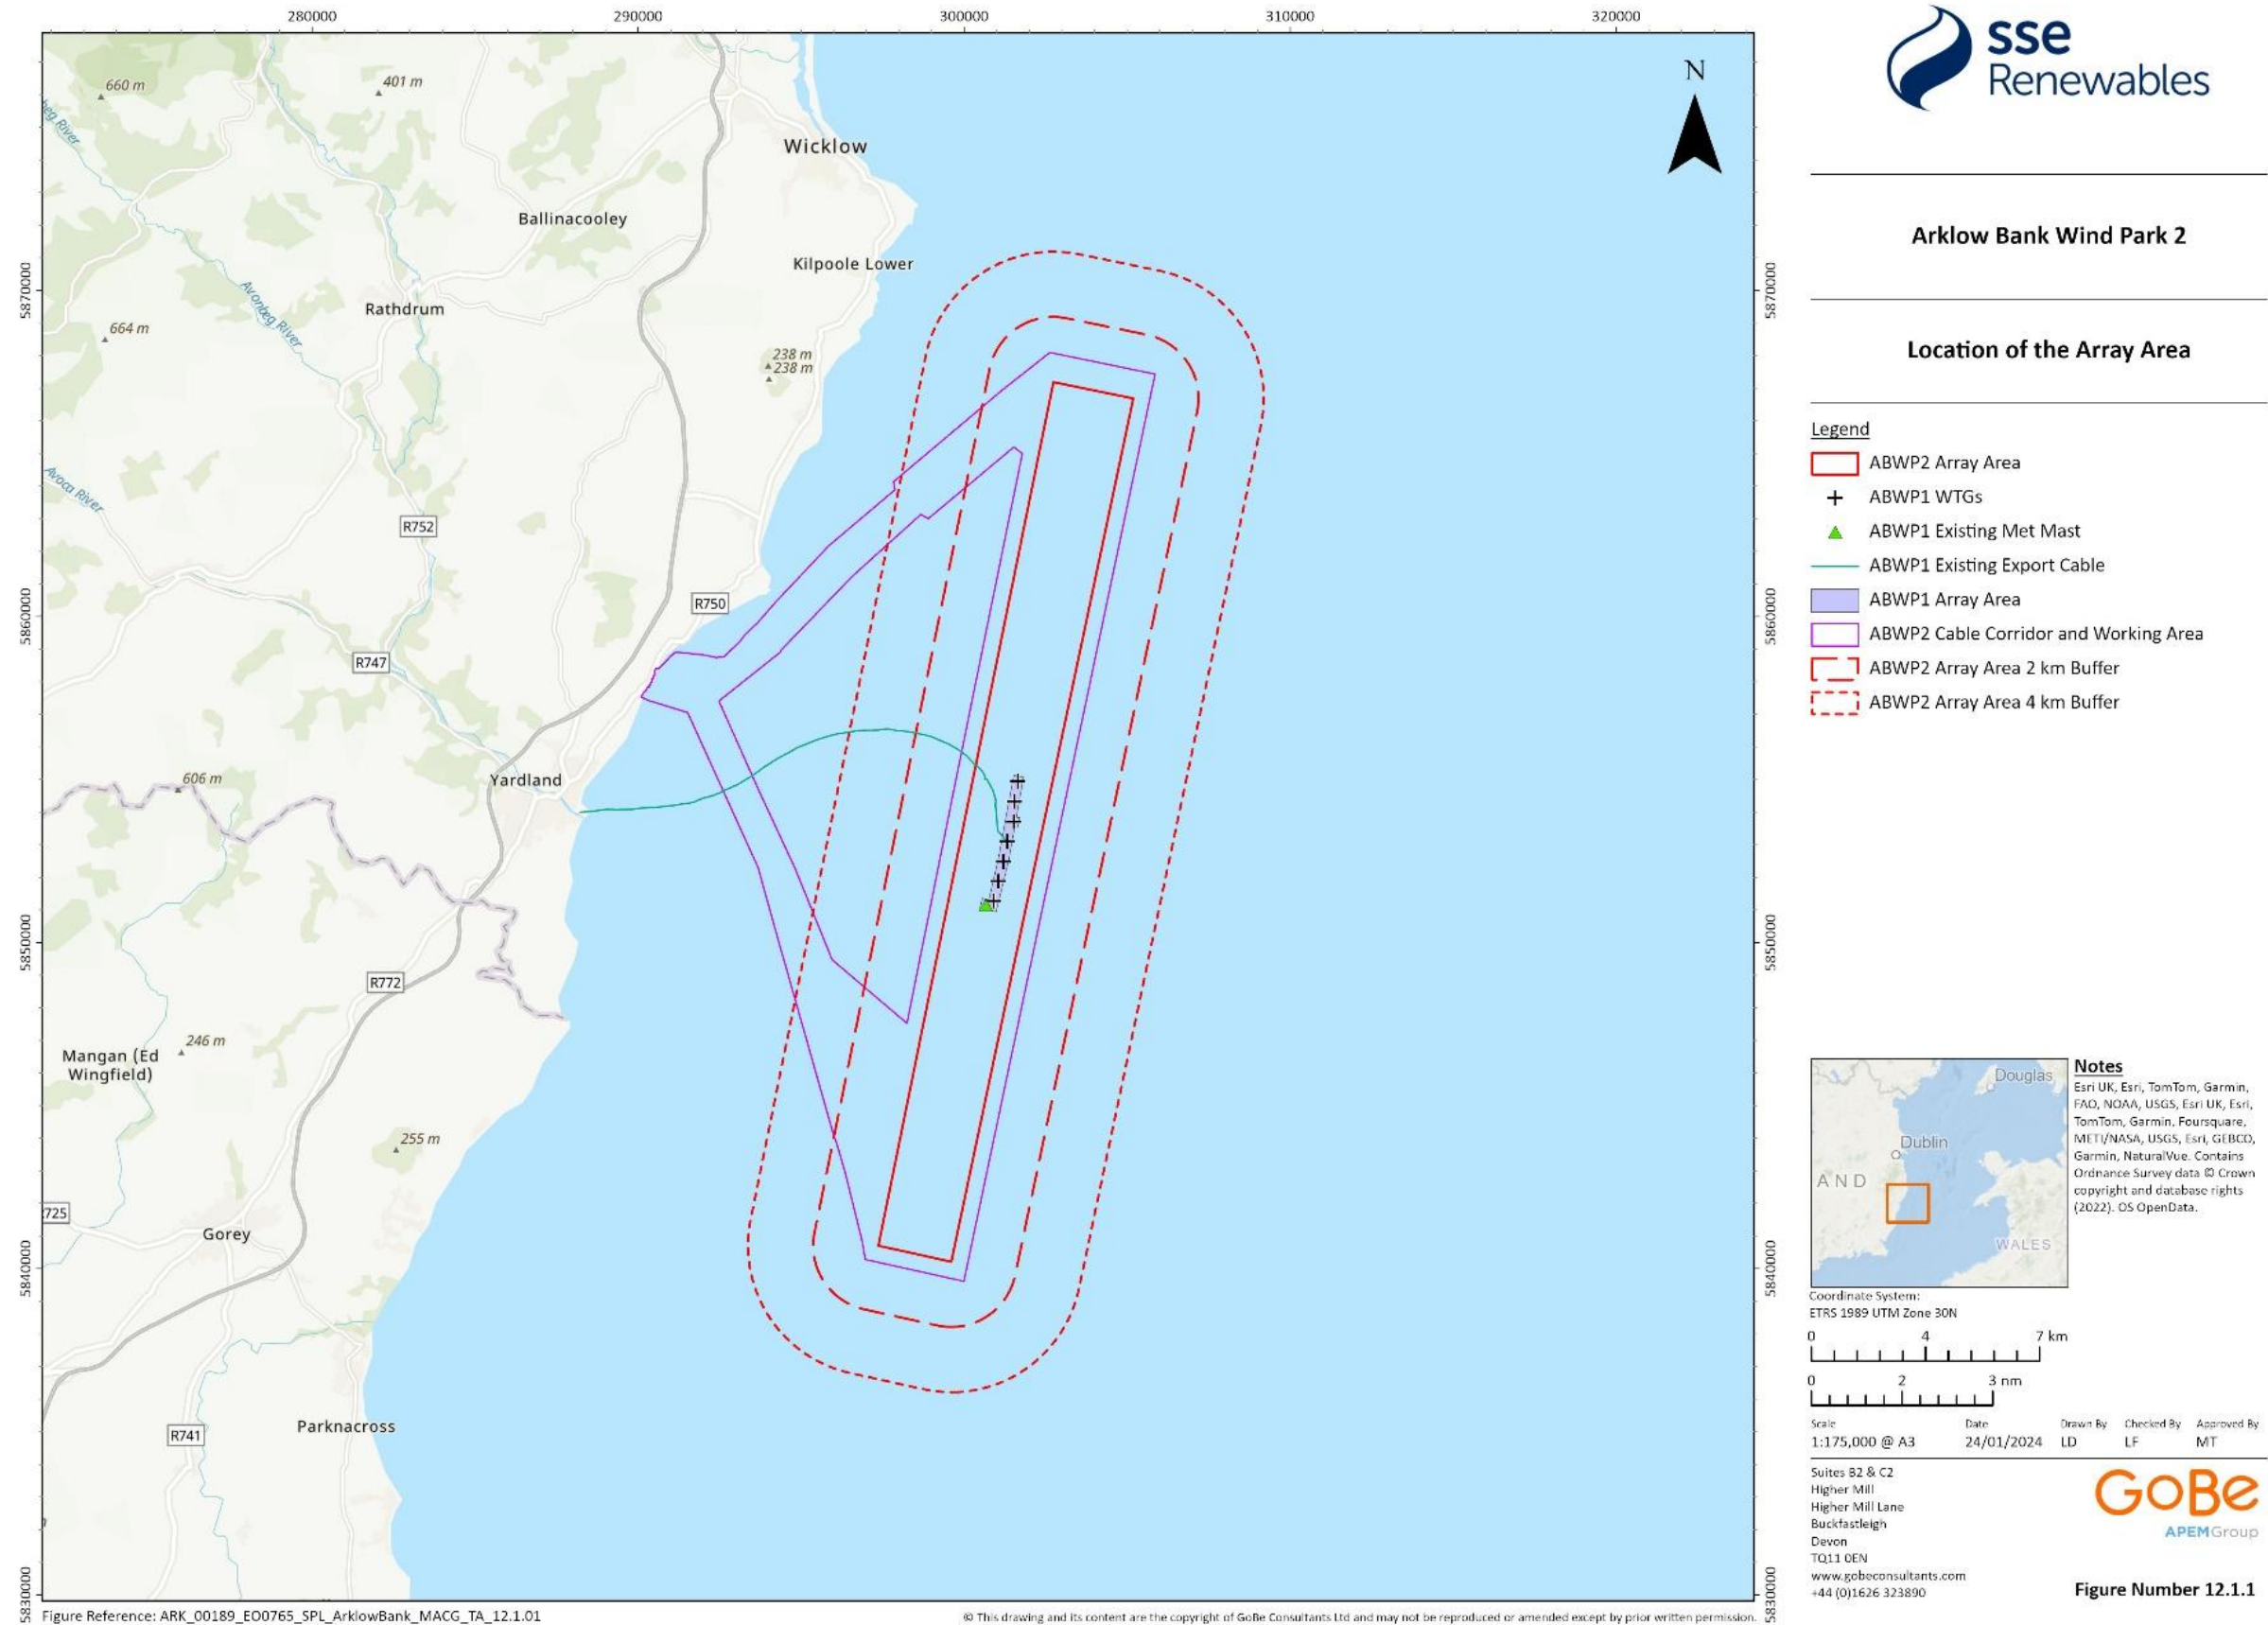 280000
290000
300000
310000
320000
N
660 m
401 m
Wicklow
Ballinacooley
Kilpoole Lower
Rathdrum
Avonbeg River
664 m
238 m
238 m
Avoca River
R752
R750
R747
Yardland
606 m
R772
Mangan (Ed
Wingfield)
246 m
255 m
725
Gorey
Parknacross
R741
5870000
5860000
5850000
5840000
5830000
5870000
5860000
5850000
5840000
5830000
Figure Reference: ARK_00189_EO0765_SPL_ArklowBank_MACG_TA_12.1.01
© This drawing and its content are the copyright of GoBe Consultants Ltd and may not be reproduced or amended except by prior written permission.
sse
Renewables
Arklow Bank Wind Park 2
Location of the Array Area
Legend
ABWP2 Array Area
ABWP1 WTGs
ABWP1 Existing Met Mast
ABWP1 Existing Export Cable
ABWP1 Array Area
ABWP2 Cable Corridor and Working Area
ABWP2 Array Area 2 km Buffer
ABWP2 Array Area 4 km Buffer
Douglas
Dublin
AND
WALES
Notes
Esri UK, Esri, TomTom, Garmin,
FAO, NOAA, USGS, Esri UK, Esri,
TomTom, Garmin, Foursquare,
METI/NASA, USGS, Esri, GEBCO,
Garmin, NaturalVue. Contains
Ordnance Survey data © Crown
copyright and database rights
(2022). OS OpenData.
Coordinate System:
ETRS 1989 UTM Zone 30N
0 4 7 km
0 2 3 nm
Scale Date Drawn By Checked By Approved By
1:175,000 @ A3 24/01/2024 LD LF MT
Suites B2 & C2
Higher Mill
Higher Mill Lane
Buckfastleigh
Devon
TQ11 0EN
www.gobeconsultants.com
+44 (0)1626 323890
GoBe
APEMGroup
Figure Number 12.1.1